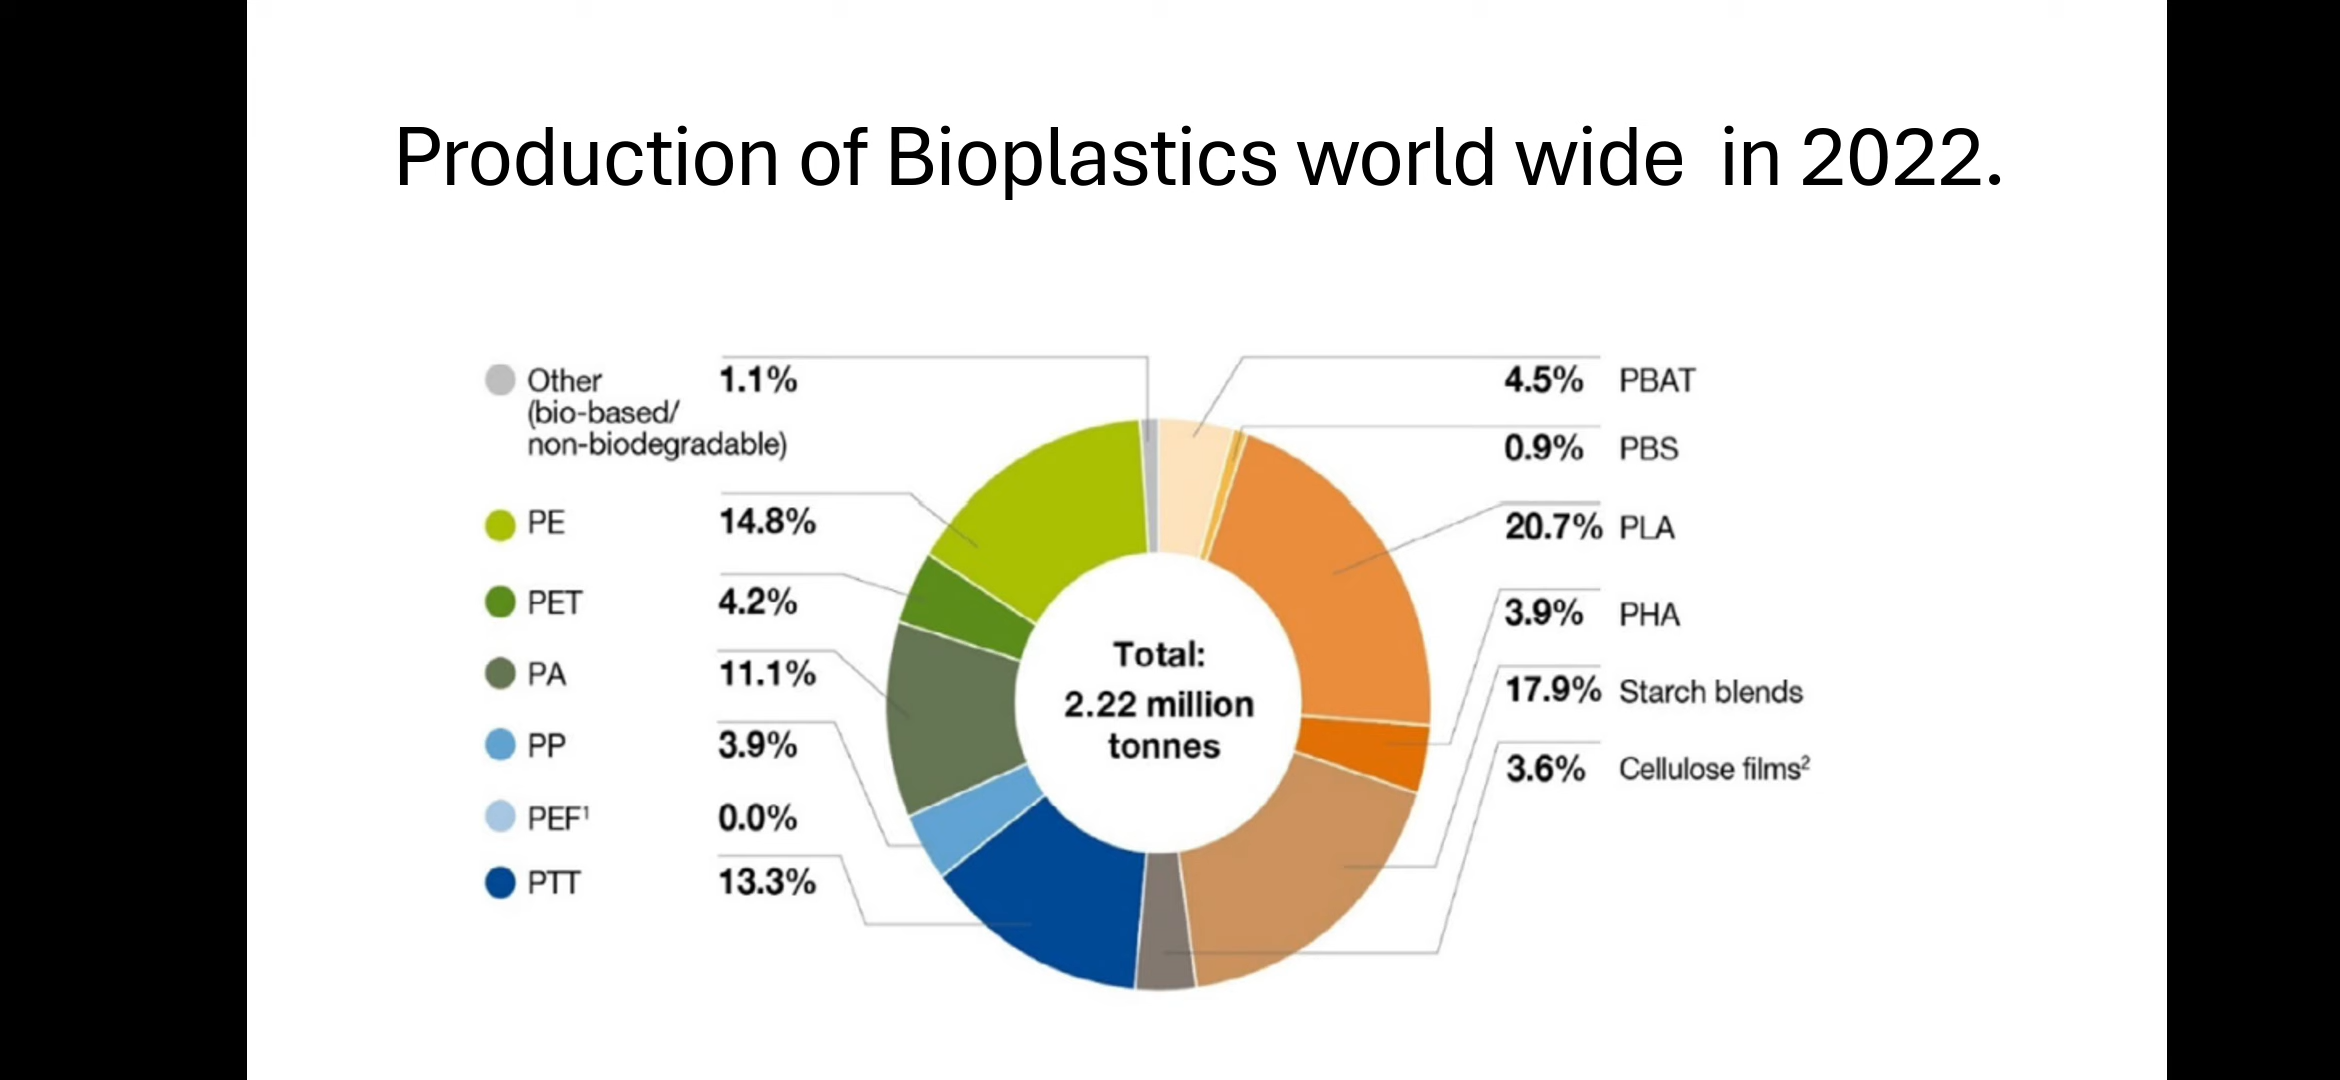 Production of Bioplastics world wide  in 2022.
Other 1.1%
(bio-based/
non-biodegradable)
PE 14.8%
PET 4.2%
PA 11.1%
PP 3.9%
PEF¹ 0.0%
PTT 13.3%
Total:
2.22 million
tonnes
4.5% PBAT
0.9% PBS
20.7% PLA
3.9% PHA
17.9% Starch blends
3.6% Cellulose films²